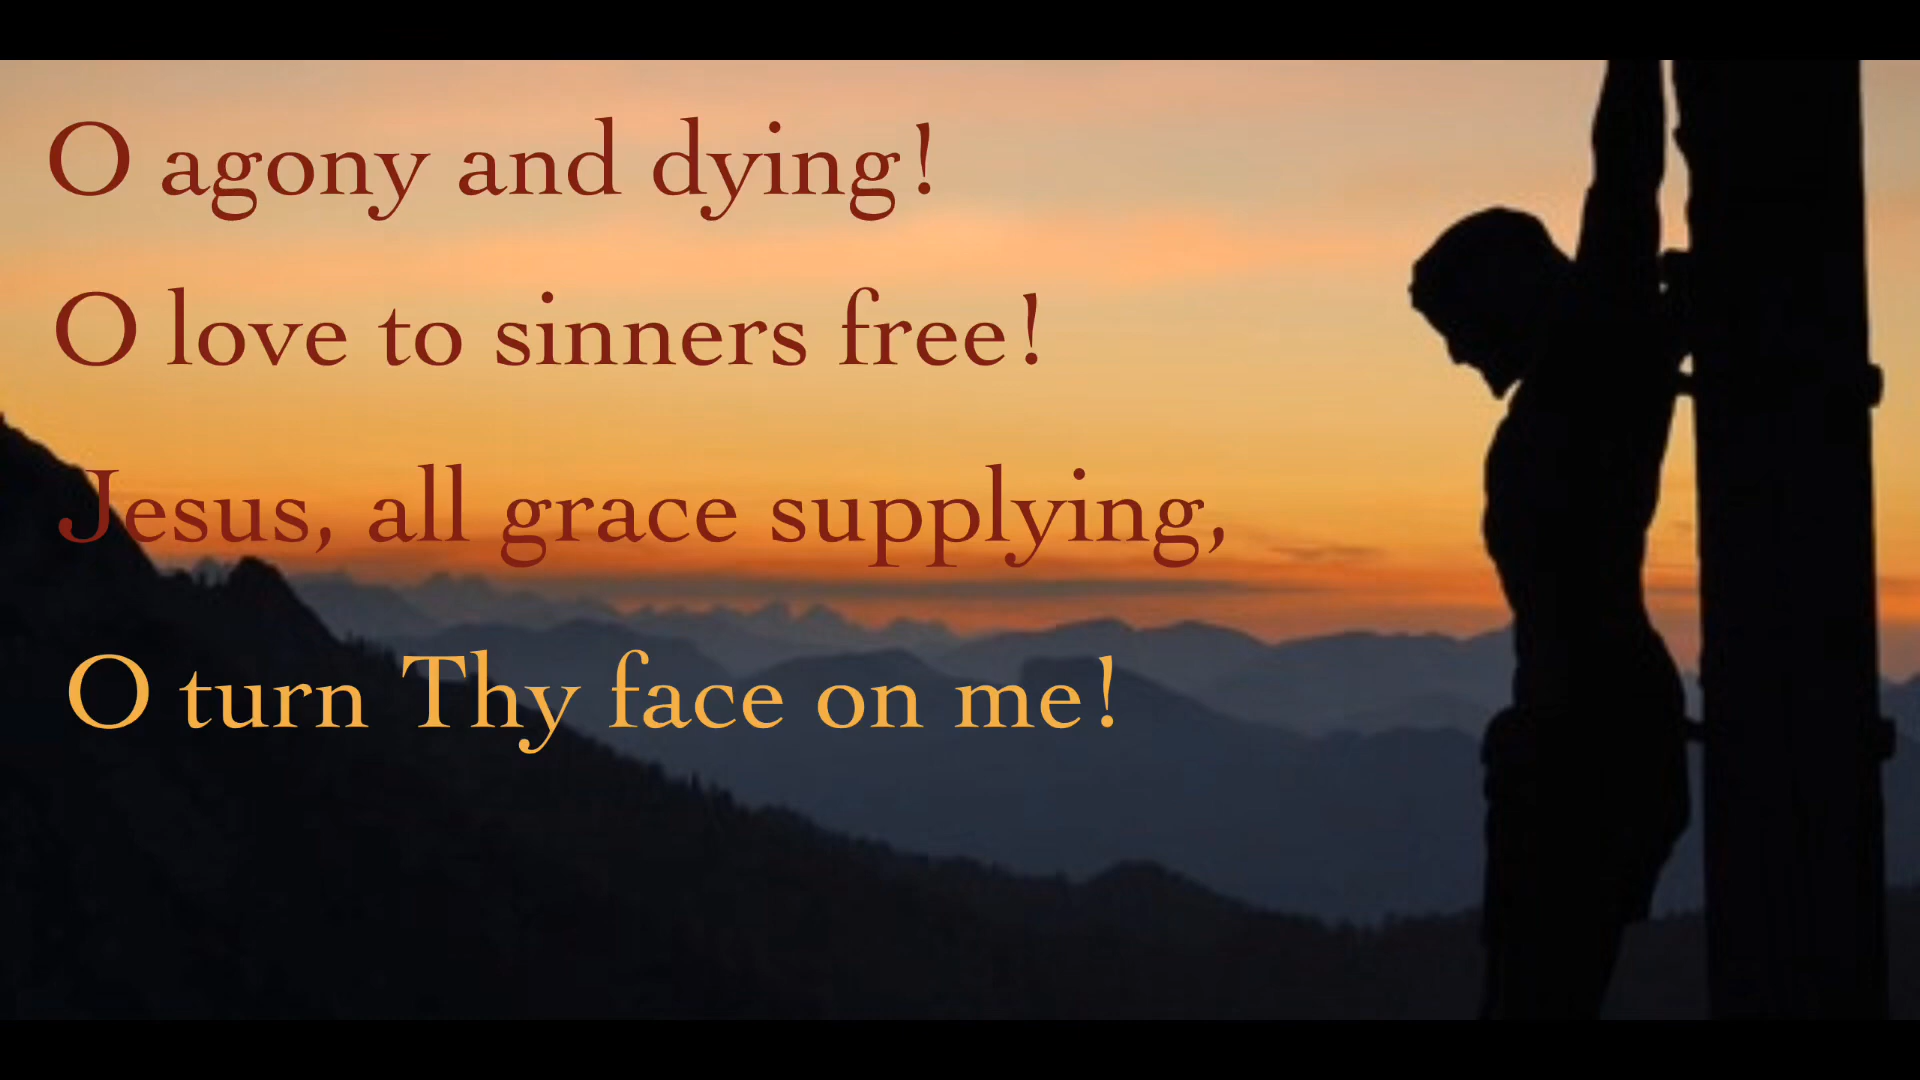 O agony and dying!
O love to sinners free!
Jesus, all grace supplying,
O turn Thy face on me!